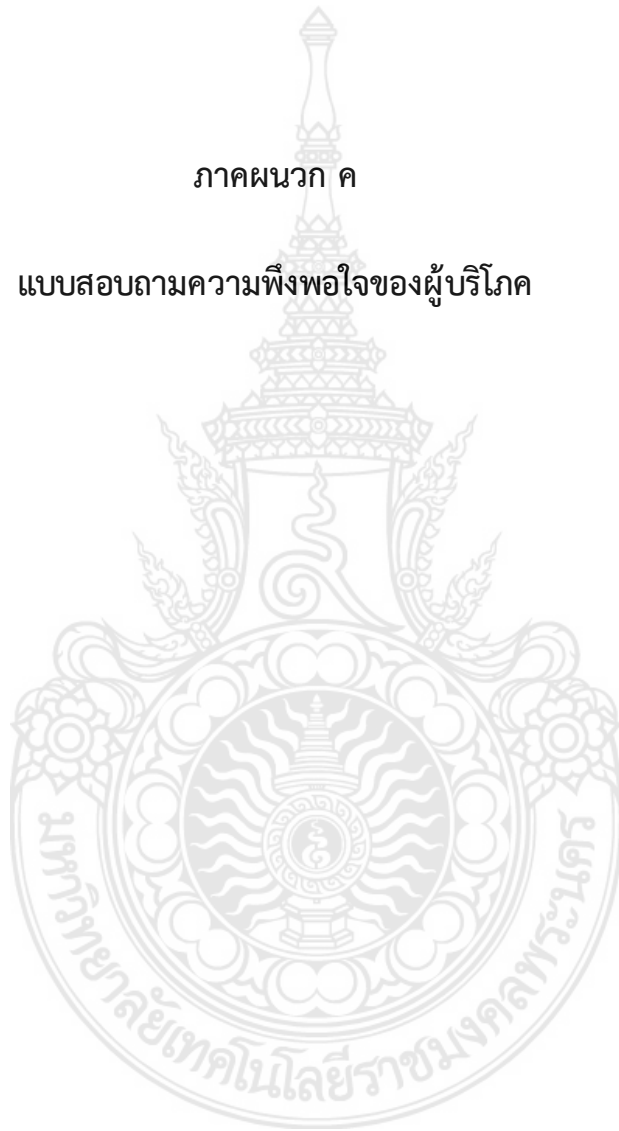 ภาคผนวก ค
แบบสอบถามความพึงพอใจของผู้บริโภค
มหาวิทยาลัยเทคโนโลยีราชมงคลพระนคร